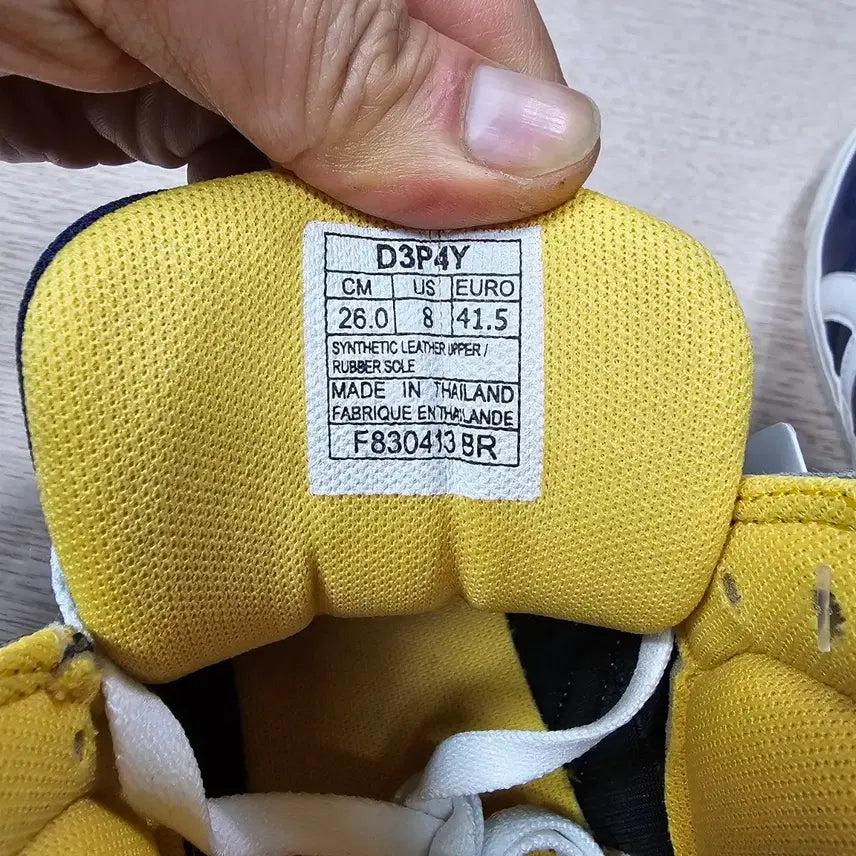 D3P4Y
CM US EURO
26.0 8 41.5
SYNTHETIC LEATHER UPPER /
RUBBER SOLE
MADE IN THAILAND
FABRIQUE EN THAILANDE
F830413 BR